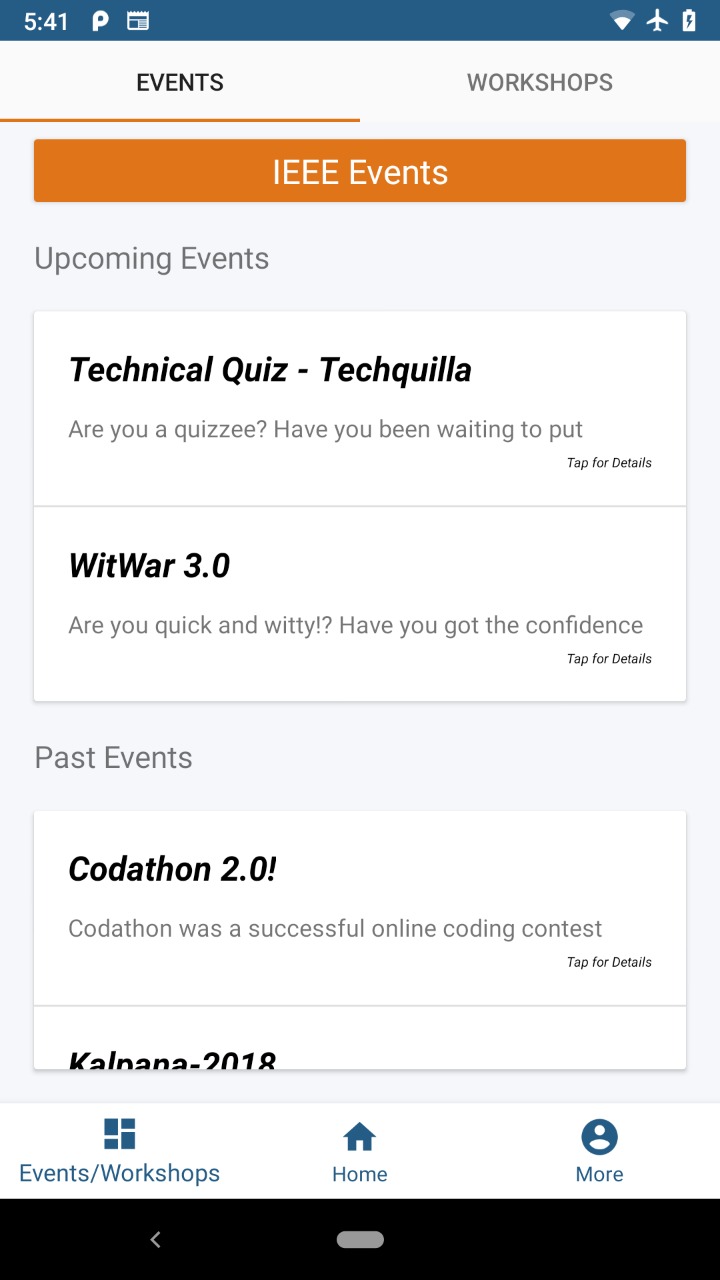 5:41
EVENTS
WORKSHOPS
IEEE Events
Upcoming Events
Technical Quiz - Techquilla
Are you a quizzee? Have you been waiting to put
Tap for Details
WitWar 3.0
Are you quick and witty!? Have you got the confidence
Tap for Details
Past Events
Codathon 2.0!
Codathon was a successful online coding contest
Tap for Details
Kalpana-2018
Events/Workshops
Home
More